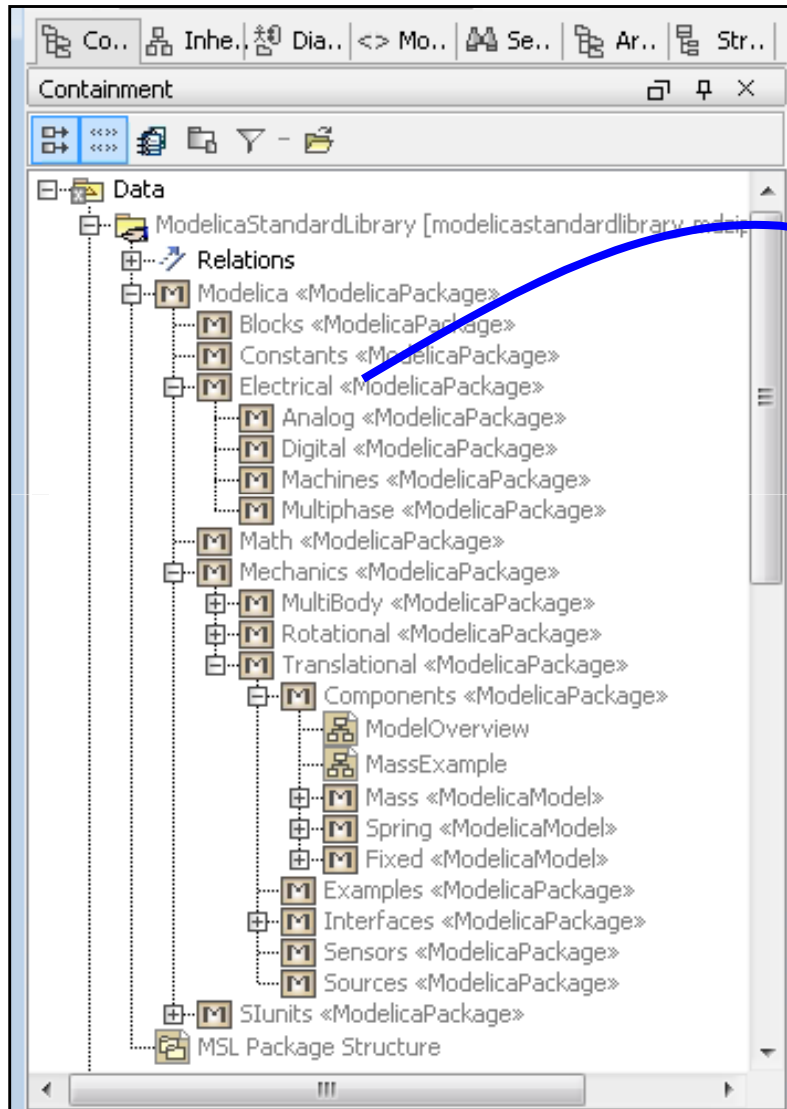 Co.. Inhe.. Dia.. <> Mo.. Se.. Ar.. Str..
Containment
Data
ModelicaStandardLibrary [modelicastandardlibrary.mdzip
Relations
Modelica «ModelicaPackage»
Blocks «ModelicaPackage»
Constants «ModelicaPackage»
Electrical «ModelicaPackage»
Analog «ModelicaPackage»
Digital «ModelicaPackage»
Machines «ModelicaPackage»
Multiphase «ModelicaPackage»
Math «ModelicaPackage»
Mechanics «ModelicaPackage»
MultiBody «ModelicaPackage»
Rotational «ModelicaPackage»
Translational «ModelicaPackage»
Components «ModelicaPackage»
ModelOverview
MassExample
Mass «ModelicaModel»
Spring «ModelicaModel»
Fixed «ModelicaModel»
Examples «ModelicaPackage»
Interfaces «ModelicaPackage»
Sensors «ModelicaPackage»
Sources «ModelicaPackage»
SIunits «ModelicaPackage»
MSL Package Structure